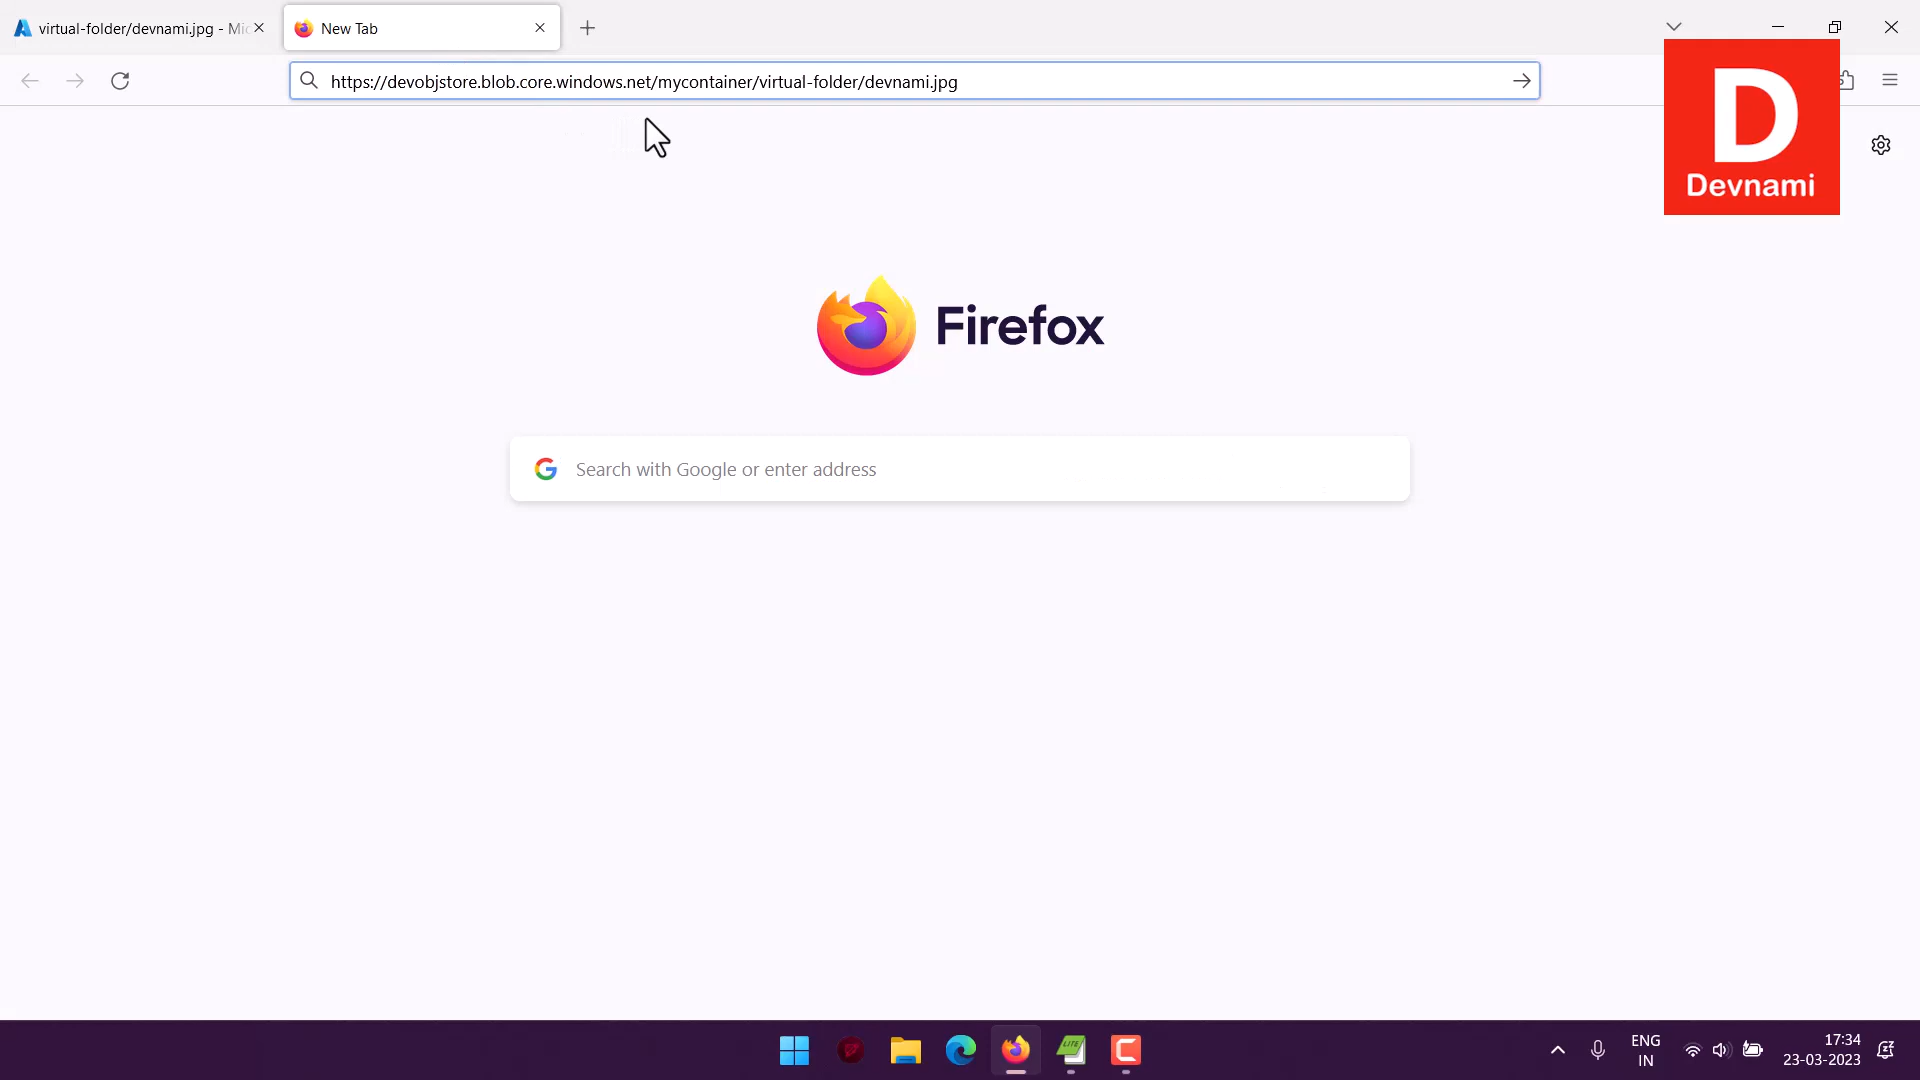 virtual-folder/devnami.jpg - Mic
New Tab
https://devobjstore.blob.core.windows.net/mycontainer/virtual-folder/devnami.jpg
D
Devnami
Firefox
Search with Google or enter address
LITE
ENG
IN
17:34
23-03-2023